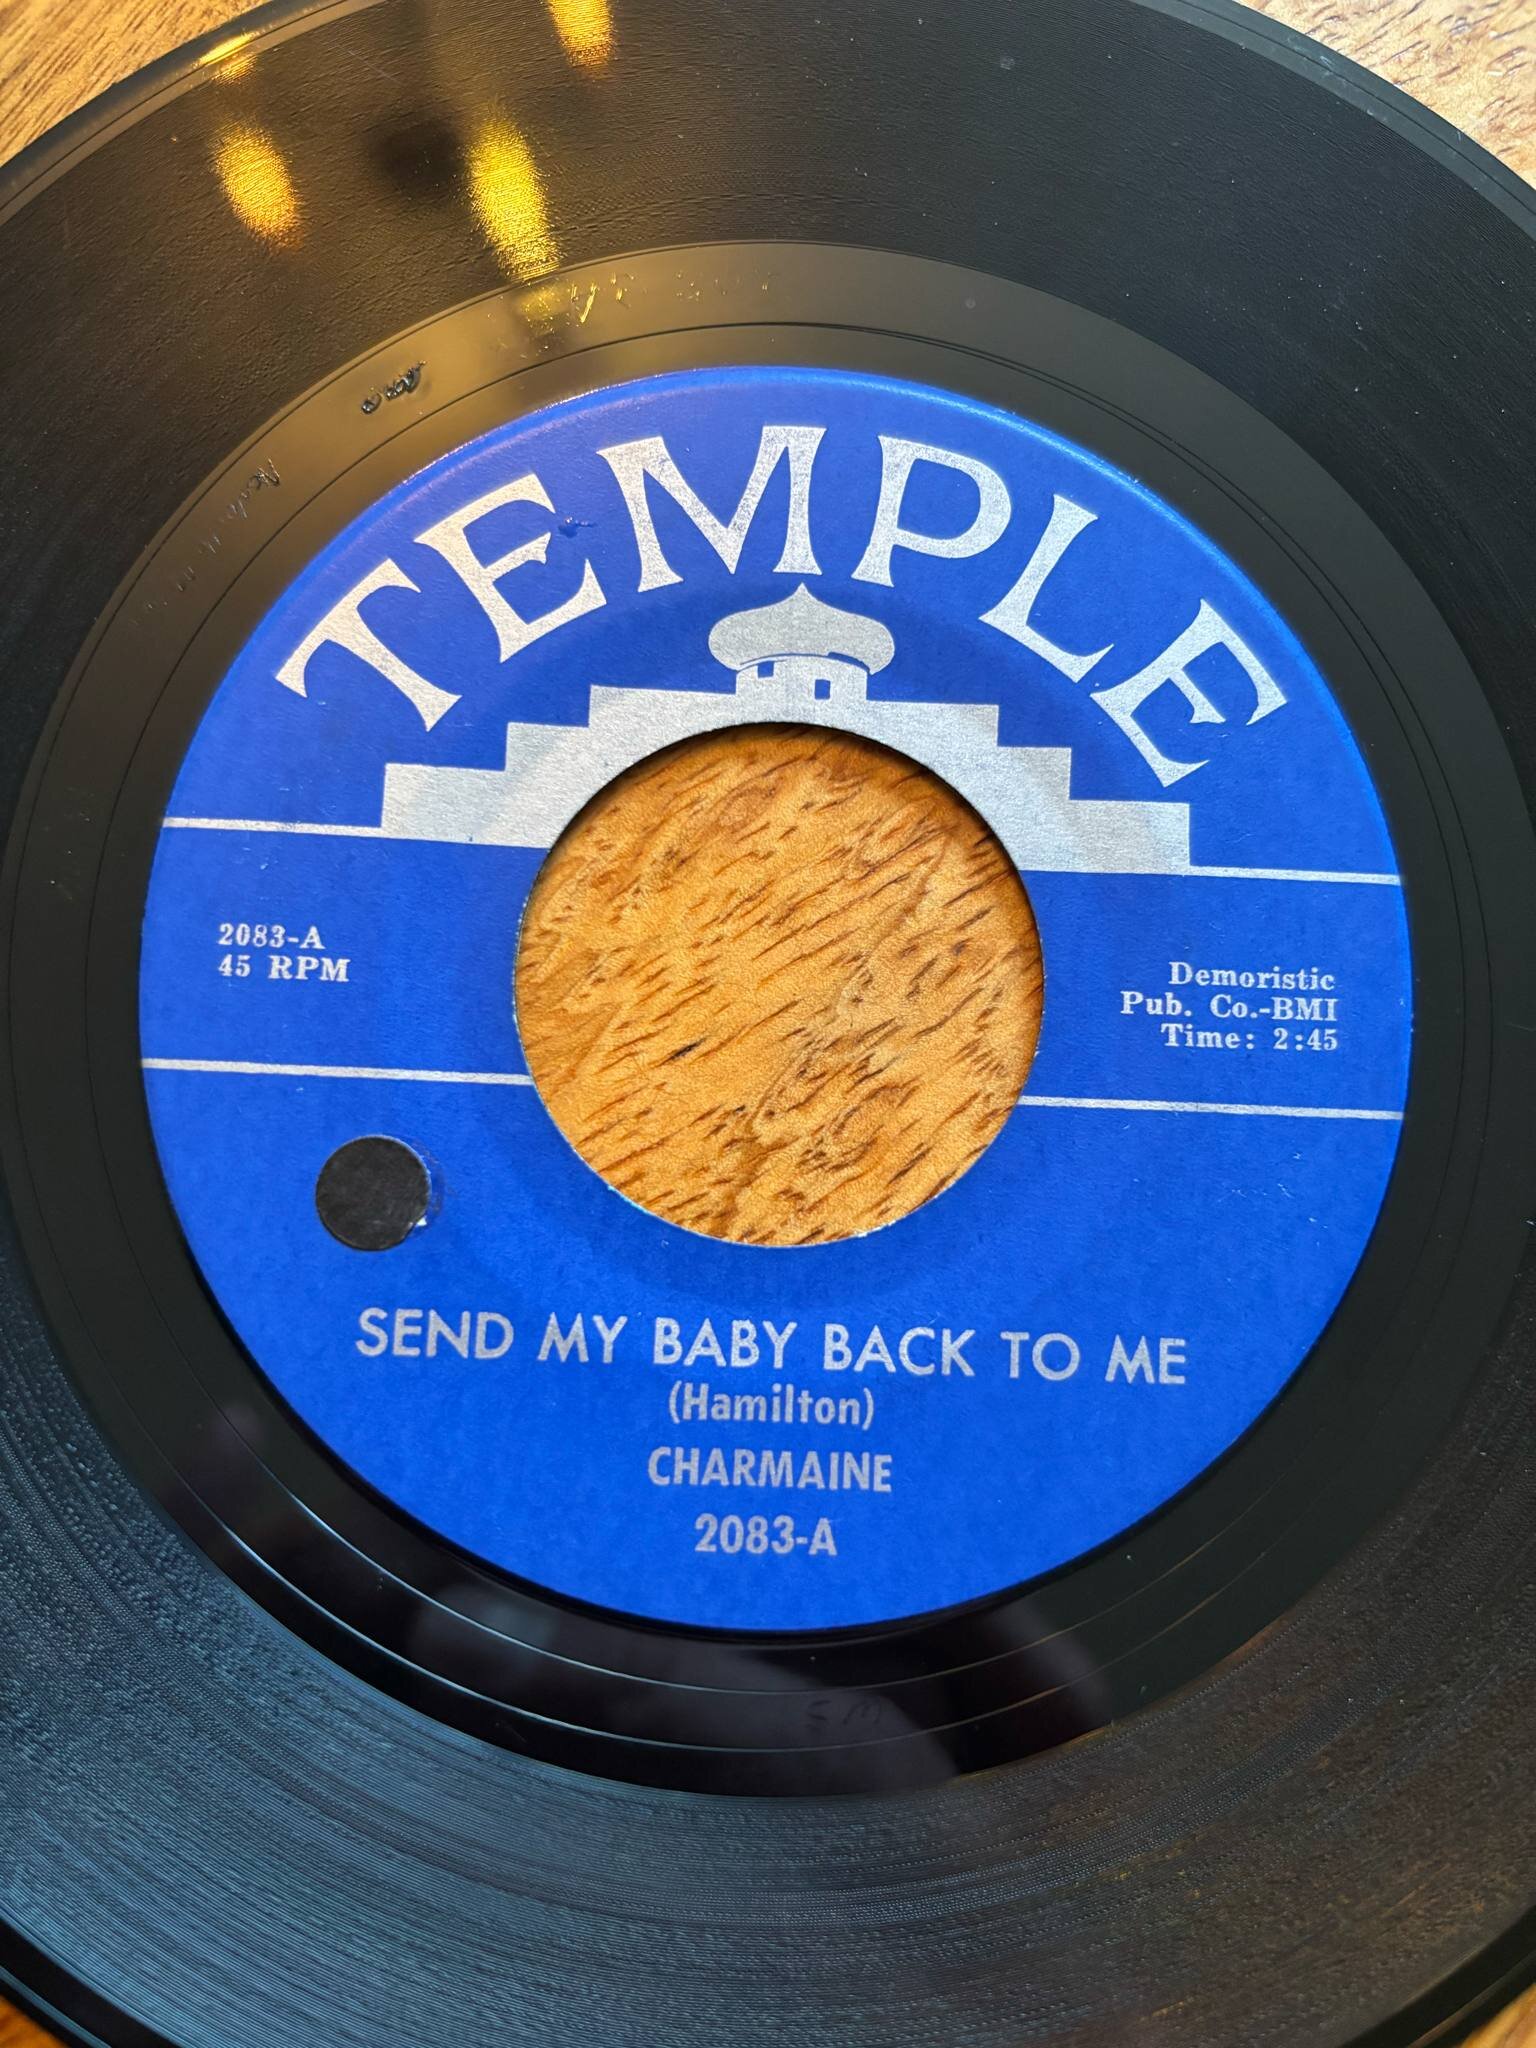 TEMPLE
2083-A
45 RPM
Demoristic
Pub. Co.-BMI
Time: 2:45
SEND MY BABY BACK TO ME
(Hamilton)
CHARMAINE
2083-A